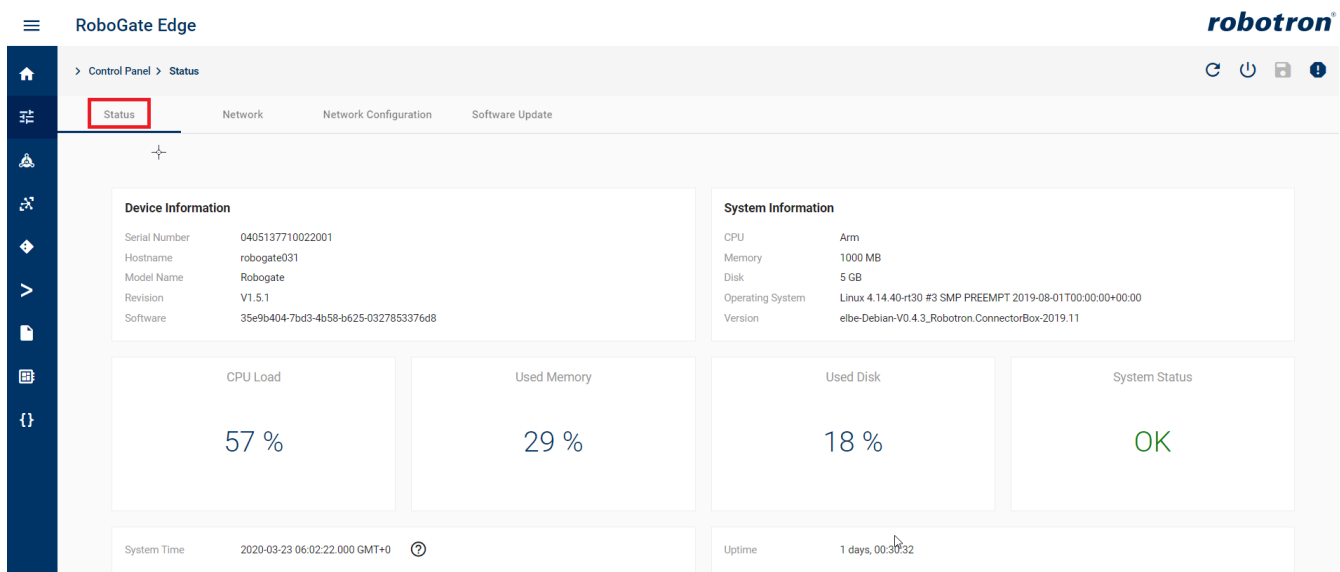 RoboGate Edge
robotron®
> Control Panel > Status
Status Network Network Configuration Software Update
Device Information
Serial Number 0405137710022001
Hostname robogate031
Model Name Robogate
Revision V1.5.1
Software 35e9b404-7bd3-4b58-b625-0327853376d8
System Information
CPU Arm
Memory 1000 MB
Disk 5 GB
Operating System Linux 4.14.40-rt30 #3 SMP PREEMPT 2019-08-01T00:00:00+00:00
Version elbe-Debian-V0.4.3_Robotron.ConnectorBox-2019.11
CPU Load
57 %
Used Memory
29 %
Used Disk
18 %
System Status
OK
System Time 2020-03-23 06:02:22.000 GMT+0
Uptime 1 days, 00:30:32